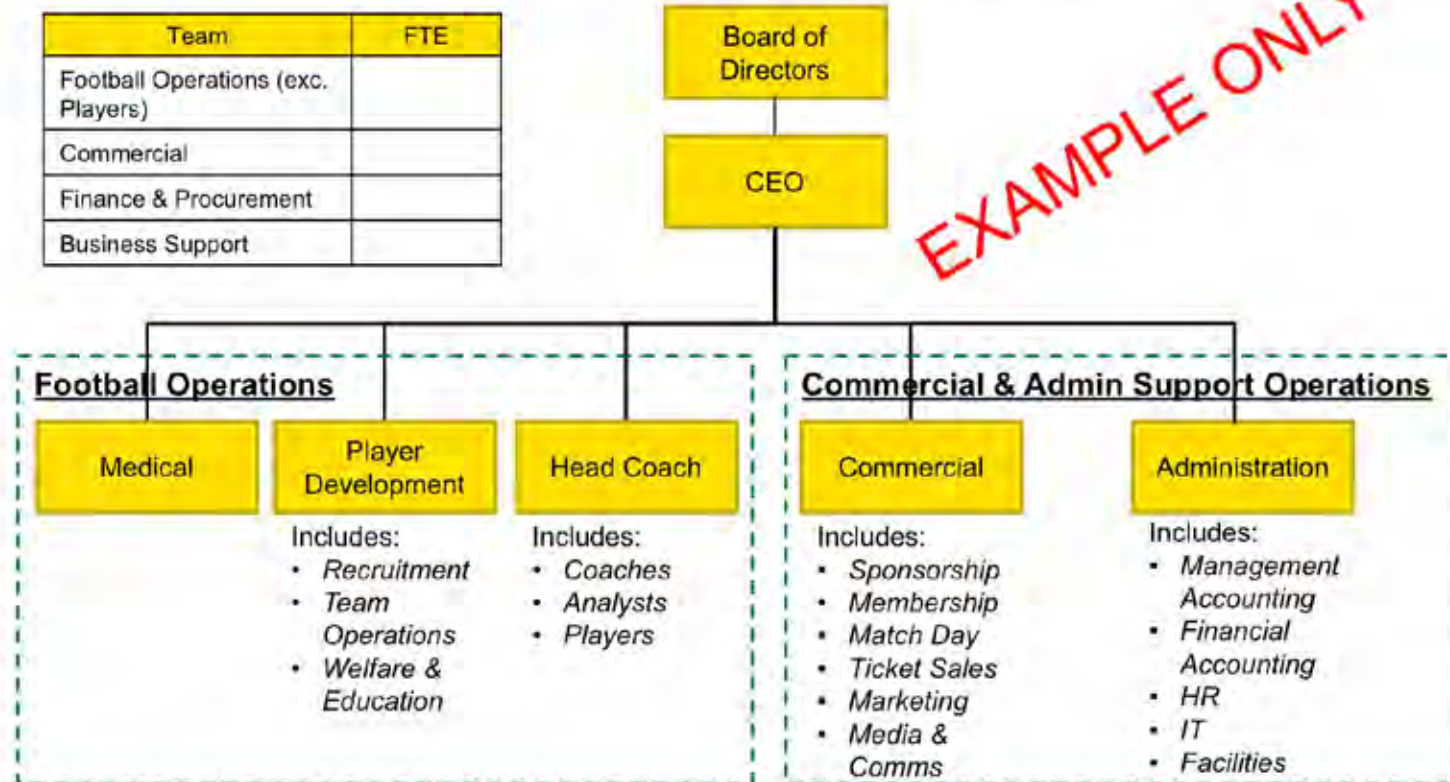 Team FTE
Football Operations (exc.
Players)
Commercial
Finance & Procurement
Business Support
Board of
Directors
CEO
EXAMPLE ONLY
Football Operations
Medical
Player
Development
Includes:
• Recruitment
• Team
Operations
• Welfare &
Education
Head Coach
Includes:
• Coaches
• Analysts
• Players
Commercial & Admin Support Operations
Commercial
Includes:
• Sponsorship
• Membership
• Match Day
• Ticket Sales
• Marketing
• Media &
Comms
Administration
Includes:
• Management
Accounting
• Financial
Accounting
• HR
• IT
• Facilities